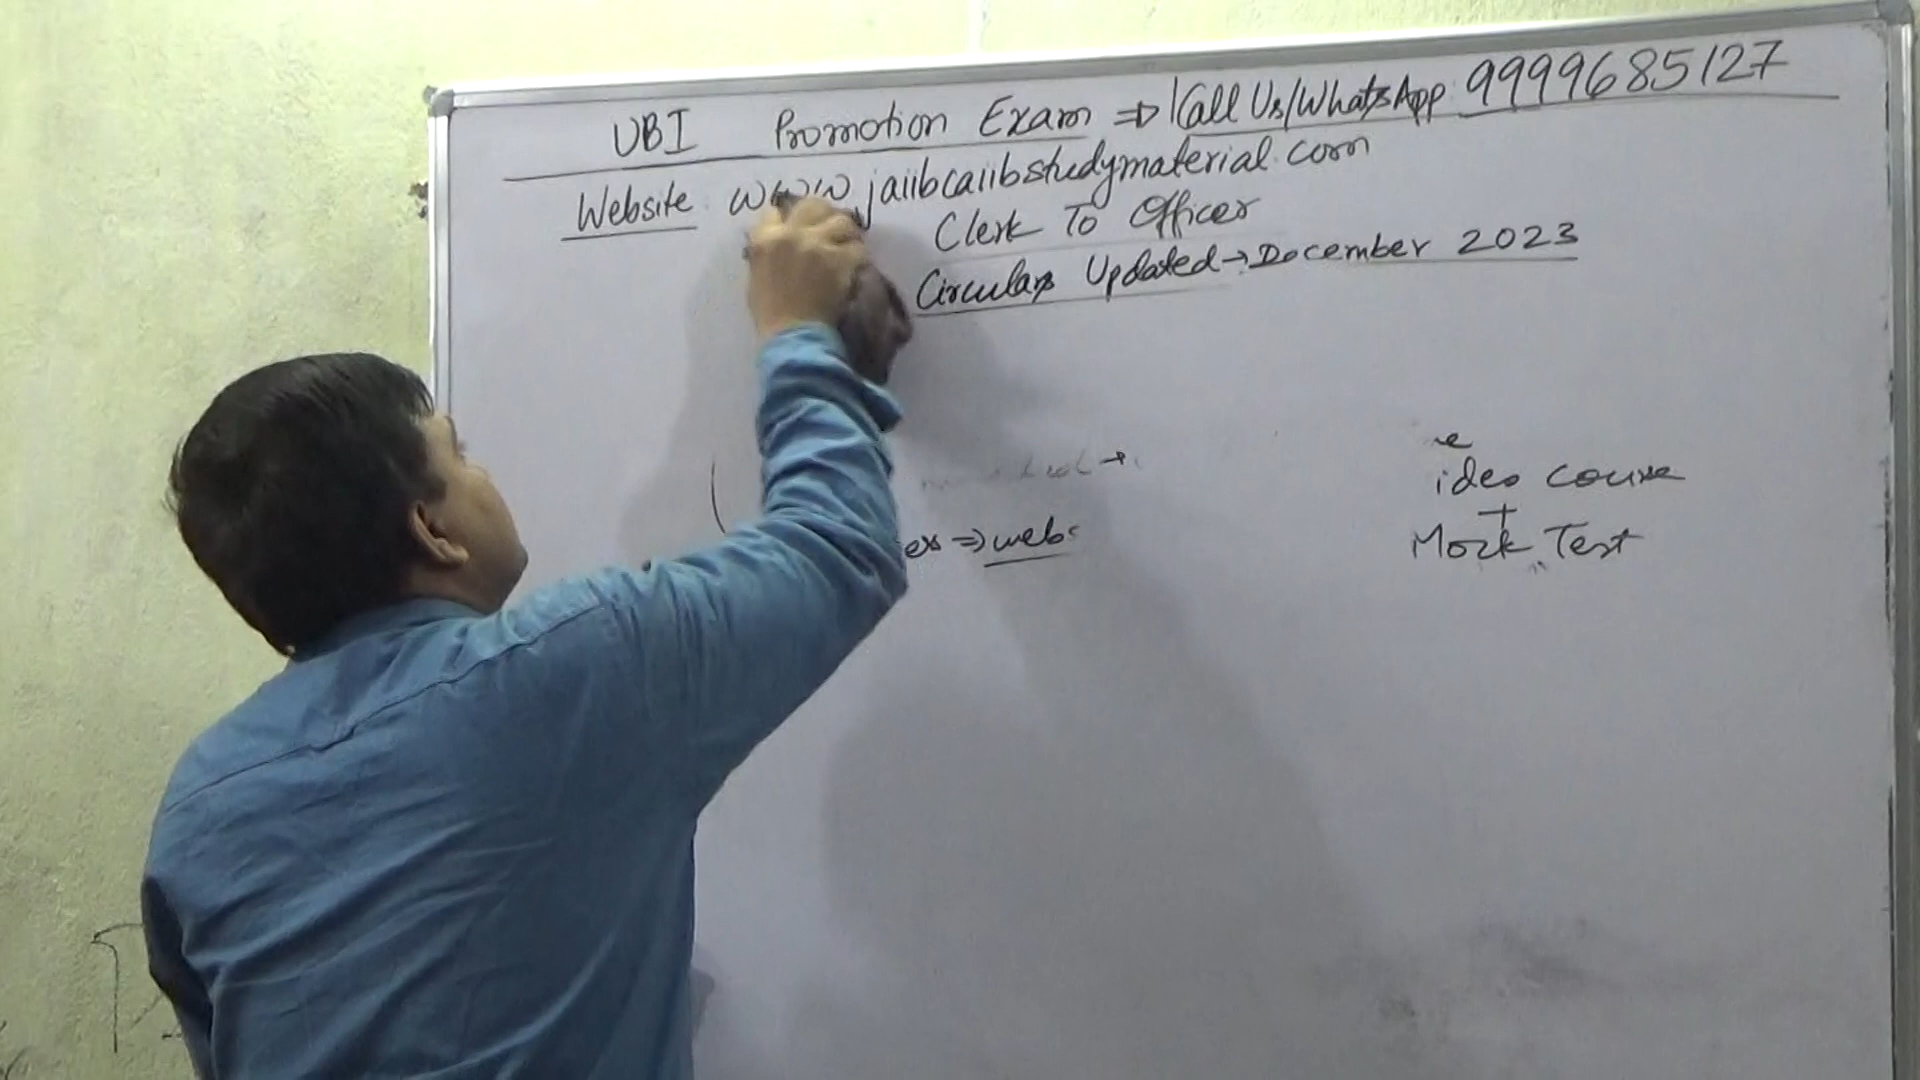 UBI Promotion Exam ⇒ Call Us/WhatsApp 9999685127
Website: www.jaiibcaiibstudymaterial.com
Clerk To Officer
Circulars Updated → December 2023
ideo course
+
⇒ web
Mock Test